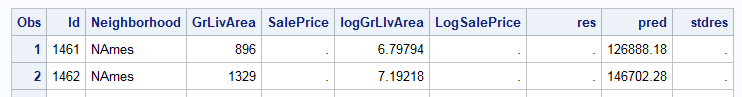 Obs Id Neighborhood GrLivArea SalePrice logGrLIvArea LogSalePrice res pred stdres
1 1461 NAmes 896 . 6.79794 . . 126888.18 .
2 1462 NAmes 1329 . 7.19218 . . 146702.28 .